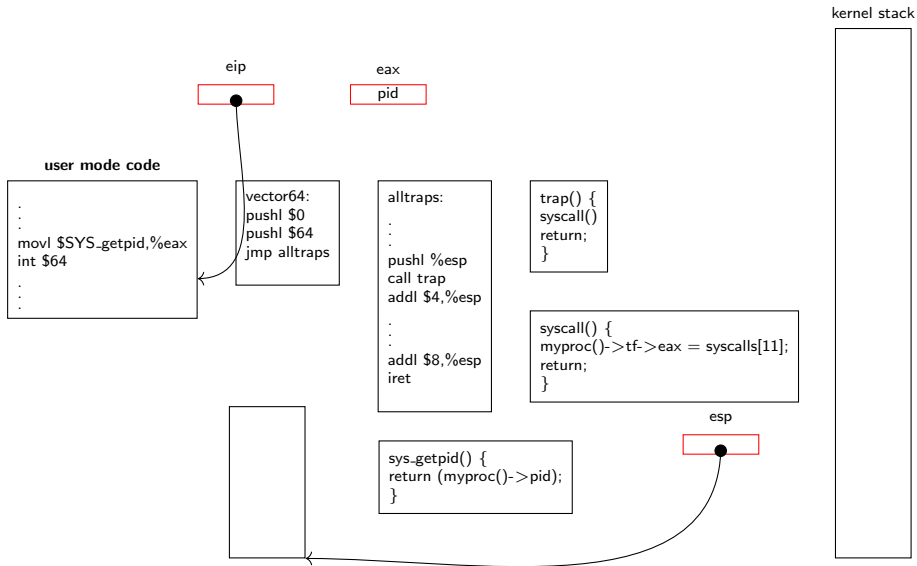 kernel stack
eip
eax
pid
user mode code
.
.
.
movl $SYS_getpid,%eax
int $64
.
.
.
vector64:
pushl $0
pushl $64
jmp alltraps
alltraps:
.
.
.
pushl %esp
call trap
addl $4,%esp
.
.
.
addl $8,%esp
iret
trap() {
syscall()
return;
}
syscall() {
myproc()->tf->eax = syscalls[11];
return;
}
esp
sys_getpid() {
return (myproc()->pid);
}